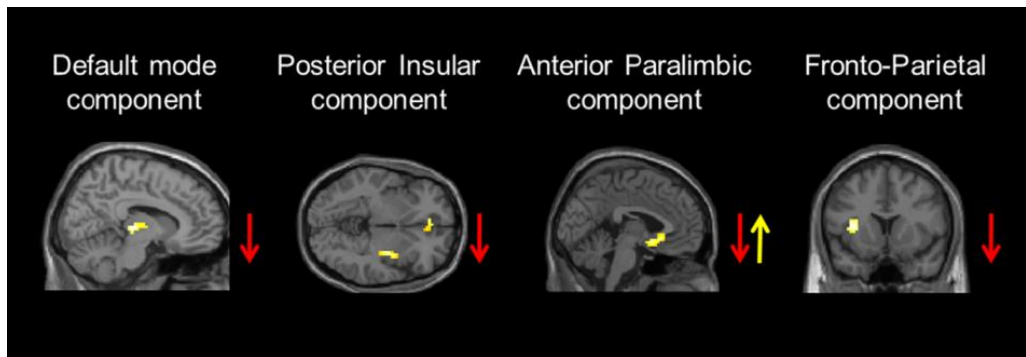 Default mode
component
Posterior Insular
component
Anterior Paralimbic
component
Fronto-Parietal
component